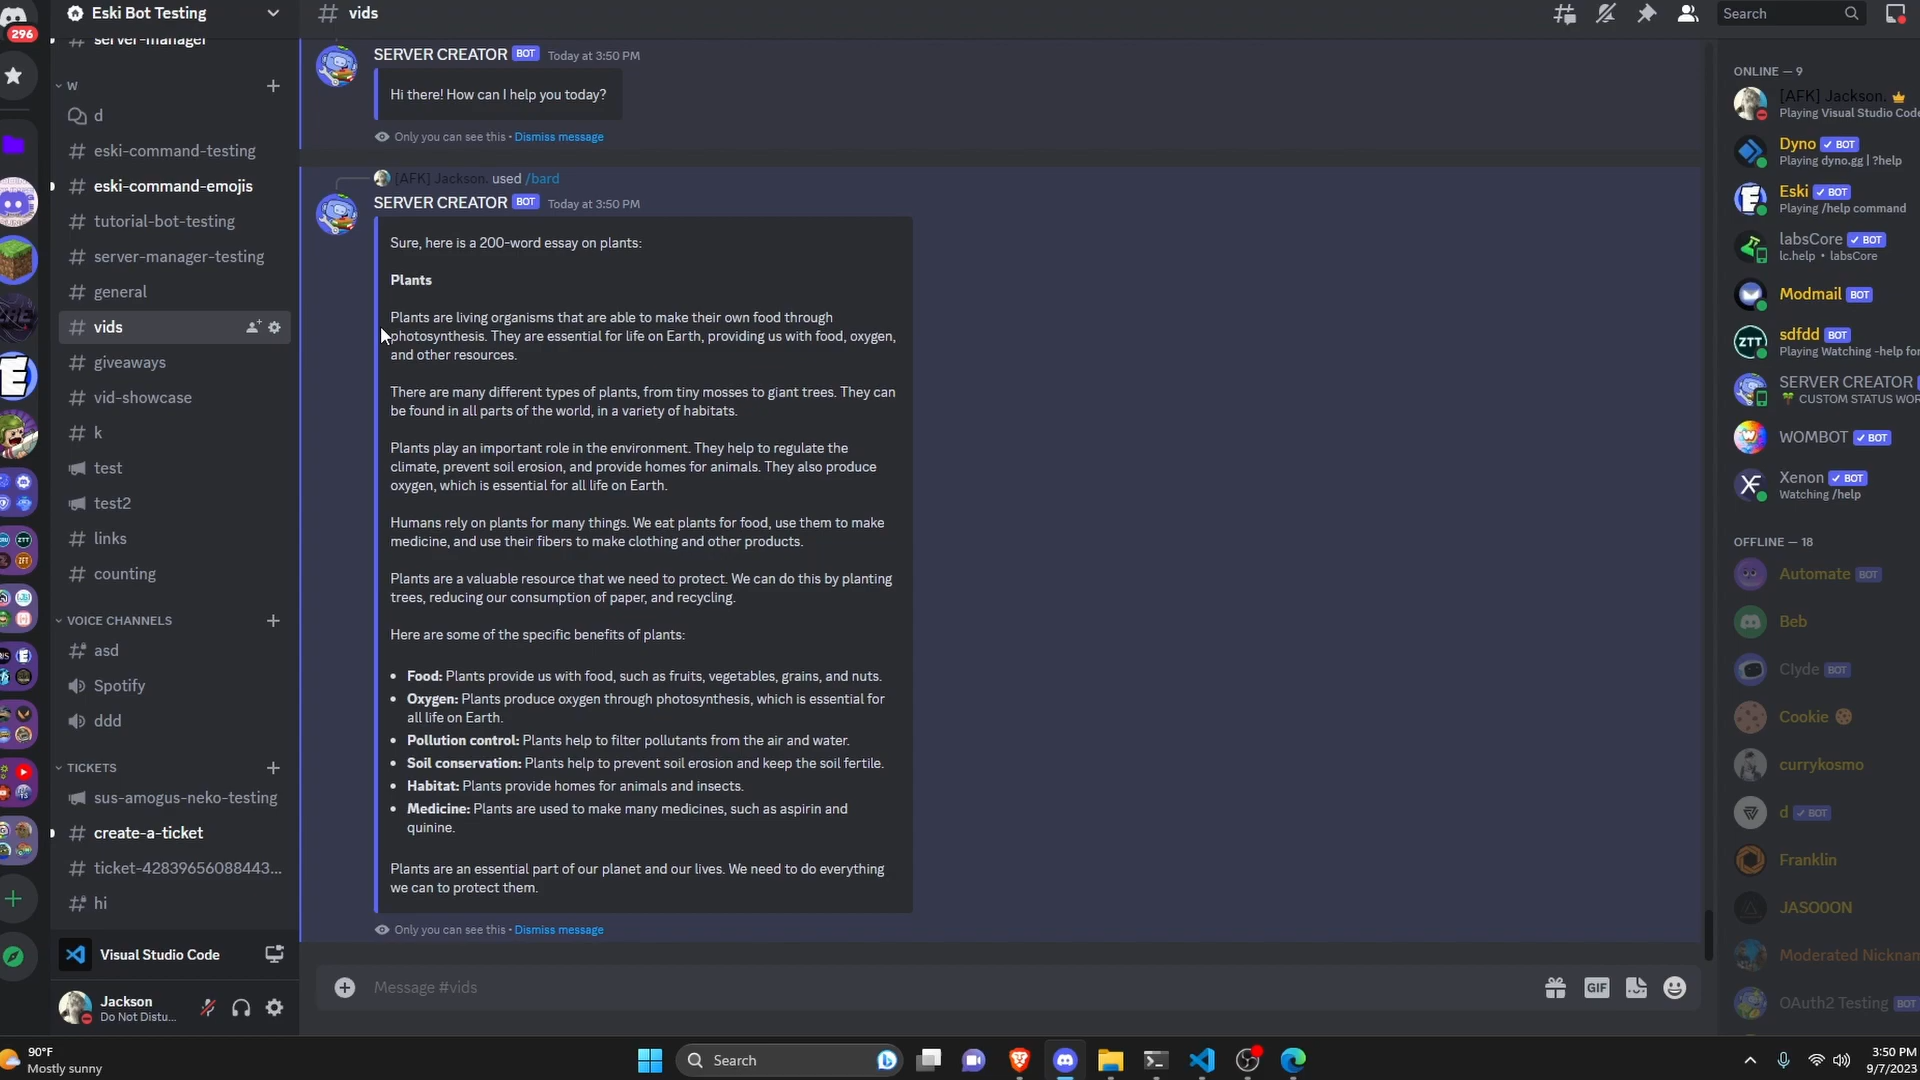 296
Eski Bot Testing
server-manager
W
d
eski-command-testing
eski-command-emojis
tutorial-bot-testing
server-manager-testing
general
vids
giveaways
vid-showcase
k
test
test2
links
counting
VOICE CHANNELS
asd
Spotify
ddd
TICKETS
sus-amogus-neko-testing
create-a-ticket
ticket-42839656088443...
hi
Visual Studio Code
Jackson
Do Not Distu...
# vids
Search
SERVER CREATOR BOT Today at 3:50 PM
Hi there! How can I help you today?
Only you can see this • Dismiss message
[AFK] Jackson. used /bard
SERVER CREATOR BOT Today at 3:50 PM
Sure, here is a 200-word essay on plants:
Plants
Plants are living organisms that are able to make their own food through
photosynthesis. They are essential for life on Earth, providing us with food, oxygen,
and other resources.
There are many different types of plants, from tiny mosses to giant trees. They can
be found in all parts of the world, in a variety of habitats.
Plants play an important role in the environment. They help to regulate the
climate, prevent soil erosion, and provide homes for animals. They also produce
oxygen, which is essential for all life on Earth.
Humans rely on plants for many things. We eat plants for food, use them to make
medicine, and use their fibers to make clothing and other products.
Plants are a valuable resource that we need to protect. We can do this by planting
trees, reducing our consumption of paper, and recycling.
Here are some of the specific benefits of plants:
• Food: Plants provide us with food, such as fruits, vegetables, grains, and nuts.
• Oxygen: Plants produce oxygen through photosynthesis, which is essential for
all life on Earth.
• Pollution control: Plants help to filter pollutants from the air and water.
• Soil conservation: Plants help to prevent soil erosion and keep the soil fertile.
• Habitat: Plants provide homes for animals and insects.
• Medicine: Plants are used to make many medicines, such as aspirin and
quinine.
Plants are an essential part of our planet and our lives. We need to do everything
we can to protect them.
Only you can see this • Dismiss message
Message #vids
GIF
ONLINE — 9
[AFK] Jackson.
Playing Visual Studio Code
Dyno ✓ BOT
Playing dyno.gg | ?help
Eski ✓ BOT
Playing /help command
labsCore ✓ BOT
lc.help • labsCore
Modmail BOT
ZTT
sdfdd BOT
Playing Watching -help for
SERVER CREATOR
CUSTOM STATUS WOR
WOMBOT ✓ BOT
Xenon ✓ BOT
Watching /help
OFFLINE — 18
Automate BOT
Beb
Clyde BOT
Cookie
currykosmo
d ✓ BOT
Franklin
JASO0ON
Moderated Nicknam
OAuth2 Testing BOT
90°F
Mostly sunny
Search
3:50 PM
9/7/2023